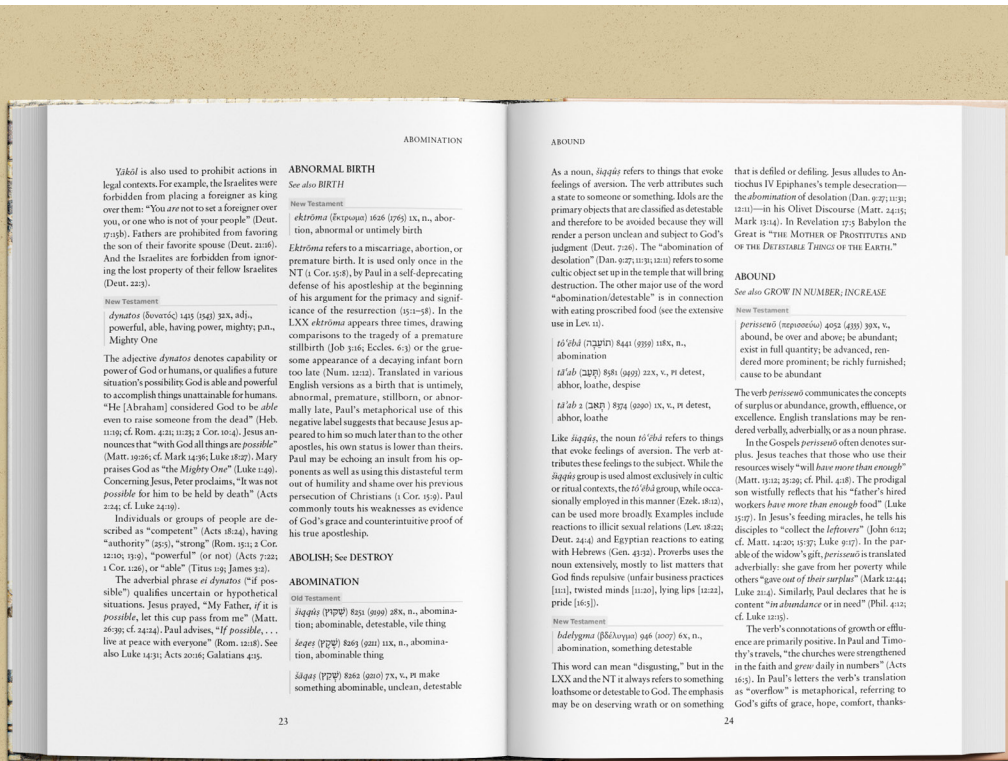 ABOMINATION
Yākōl is also used to prohibit actions in
legal contexts. For example, the Israelites were
forbidden from placing a foreigner as king
over them: “You are not to set a foreigner over
you, or one who is not of your people” (Deut.
17:15b). Fathers are prohibited from favoring
the son of their favorite spouse (Deut. 21:16).
And the Israelites are forbidden from ignor-
ing the lost property of their fellow Israelites
(Deut. 22:3).
New Testament
dynatos (δυνατός) 1415 (1543) 32x, adj.,
powerful, able, having power, mighty; p.n.,
Mighty One
The adjective dynatos denotes capability or
power of God or humans, or qualifies a future
situation’s possibility. God is able and powerful
to accomplish things unattainable for humans.
“He [Abraham] considered God to be able
even to raise someone from the dead” (Heb.
11:19; cf. Rom. 4:21; 11:23; 2 Cor. 10:4). Jesus an-
nounces that “with God all things are possible”
(Matt. 19:26; cf. Mark 14:36; Luke 18:27). Mary
praises God as “the Mighty One” (Luke 1:49).
Concerning Jesus, Peter proclaims, “It was not
possible for him to be held by death” (Acts
2:24; cf. Luke 24:19).
Individuals or groups of people are de-
scribed as “competent” (Acts 18:24), having
“authority” (25:5), “strong” (Rom. 15:1; 2 Cor.
12:10; 13:9), “powerful” (or not) (Acts 7:22;
1 Cor. 1:26), or “able” (Titus 1:9; James 3:2).
The adverbial phrase ei dynatos (“if pos-
sible”) qualifies uncertain or hypothetical
situations. Jesus prayed, “My Father, if it is
possible, let this cup pass from me” (Matt.
26:39; cf. 24:24). Paul advises, “If possible, . . .
live at peace with everyone” (Rom. 12:18). See
also Luke 14:31; Acts 20:16; Galatians 4:15.
ABNORMAL BIRTH
See also BIRTH
New Testament
ektrōma (ἔκτρωμα) 1626 (1765) 1x, n., abor-
tion, abnormal or untimely birth
Ektrōma refers to a miscarriage, abortion, or
premature birth. It is used only once in the
NT (1 Cor. 15:8), by Paul in a self-deprecating
defense of his apostleship at the beginning
of his argument for the primacy and signif-
icance of the resurrection (15:1–58). In the
LXX ektrōma appears three times, drawing
comparisons to the tragedy of a premature
stillbirth (Job 3:16; Eccles. 6:3) or the grue-
some appearance of a decaying infant born
too late (Num. 12:12). Translated in various
English versions as a birth that is untimely,
abnormal, premature, stillborn, or abnor-
mally late, Paul’s metaphorical use of this
negative label suggests that because Jesus ap-
peared to him so much later than to the other
apostles, his own status is lower than theirs.
Paul may be echoing an insult from his op-
ponents as well as using this distasteful term
out of humility and shame over his previous
persecution of Christians (1 Cor. 15:9). Paul
commonly touts his weaknesses as evidence
of God’s grace and counterintuitive proof of
his true apostleship.
ABOLISH; See DESTROY
ABOMINATION
Old Testament
šiqqûṣ (שִׁקּוּץ) 8251 (9199) 28x, n., abomina-
tion; abominable, detestable, vile thing
šeqeṣ (שֶׁקֶץ) 8263 (9211) 11x, n., abomina-
tion, abominable thing
šāqaṣ (שָׁקַץ) 8262 (9210) 7x, v., PI make
something abominable, unclean, detestable
23
ABOUND
As a noun, šiqqûṣ refers to things that evoke
feelings of aversion. The verb attributes such
a state to someone or something. Idols are the
primary objects that are classified as detestable
and therefore to be avoided because they will
render a person unclean and subject to God’s
judgment (Deut. 7:26). The “abomination of
desolation” (Dan. 9:27; 11:31; 12:11) refers to some
cultic object set up in the temple that will bring
destruction. The other major use of the word
“abomination/detestable” is in connection
with eating proscribed food (see the extensive
use in Lev. 11).
tô‘ēbâ (תּוֹעֵבָה) 8441 (9359) 118x, n.,
abomination
tā‘ab (תָּעַב) 8581 (9493) 22x, v., PI detest,
abhor, loathe, despise
tā’ab 2 (תָּאַב) 8374 (9290) 1x, v., PI detest,
abhor, loathe
Like šiqqûṣ, the noun tô‘ēbâ refers to things
that evoke feelings of aversion. The verb at-
tributes these feelings to the subject. While the
šiqqûṣ group is used almost exclusively in cultic
or ritual contexts, the tô‘ēbâ group, while occa-
sionally employed in this manner (Ezek. 18:12),
can be used more broadly. Examples include
reactions to illicit sexual relations (Lev. 18:22;
Deut. 24:4) and Egyptian reactions to eating
with Hebrews (Gen. 43:32). Proverbs uses the
noun extensively, mostly to list matters that
God finds repulsive (unfair business practices
[11:1], twisted minds [11:20], lying lips [12:22],
pride [16:5]).
New Testament
bdelygma (βδέλυγμα) 946 (1007) 6x, n.,
abomination, something detestable
This word can mean “disgusting,” but in the
LXX and the NT it always refers to something
loathsome or detestable to God. The emphasis
may be on deserving wrath or on something
that is defiled or defiling. Jesus alludes to An-
tiochus IV Epiphanes’s temple desecration—
the abomination of desolation (Dan. 9:27; 11:31;
12:11)—in his Olivet Discourse (Matt. 24:15;
Mark 13:14). In Revelation 17:5 Babylon the
Great is “THE MOTHER OF PROSTITUTES AND
OF THE DETESTABLE THINGS OF THE EARTH.”
ABOUND
See also GROW IN NUMBER; INCREASE
New Testament
perisseuō (περισσεύω) 4052 (4355) 39x, v.,
abound, be over and above; be abundant;
exist in full quantity; be advanced, ren-
dered more prominent; be richly furnished;
cause to be abundant
The verb perisseuō communicates the concepts
of surplus or abundance, growth, effluence, or
excellence. English translations may be ren-
dered verbally, adverbially, or as a noun phrase.
In the Gospels perisseuō often denotes sur-
plus. Jesus teaches that those who use their
resources wisely “will have more than enough”
(Matt. 13:12; 25:29; cf. Phil. 4:18). The prodigal
son wistfully reflects that his “father’s hired
workers have more than enough food” (Luke
15:17). In Jesus’s feeding miracles, he tells his
disciples to “collect the leftovers” (John 6:12;
cf. Matt. 14:20; 15:37; Luke 9:17). In the par-
able of the widow’s gift, perisseuō is translated
adverbially: she gave from her poverty while
others “gave out of their surplus” (Mark 12:44;
Luke 21:4). Similarly, Paul declares that he is
content “in abundance or in need” (Phil. 4:12;
cf. Luke 12:15).
The verb’s connotations of growth or efflu-
ence are primarily positive. In Paul and Timo-
thy’s travels, “the churches were strengthened
in the faith and grew daily in numbers” (Acts
16:5). In Paul’s letters the verb’s translation
as “overflow” is metaphorical, referring to
God’s gifts of grace, hope, comfort, thanks-
24